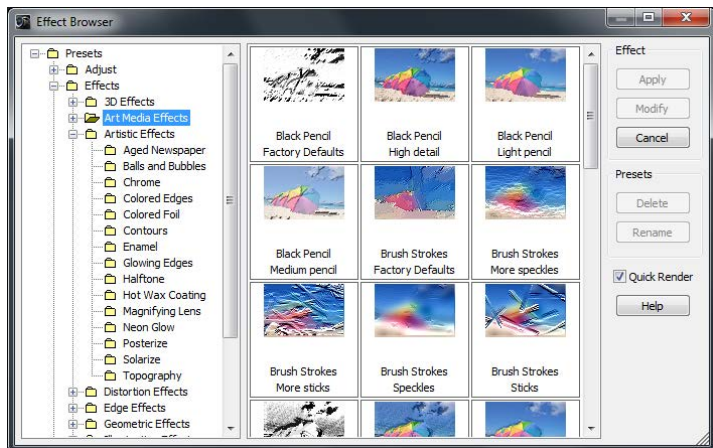 Effect Browser
Presets
Adjust
Effects
3D Effects
Art Media Effects
Artistic Effects
Aged Newspaper
Balls and Bubbles
Chrome
Colored Edges
Colored Foil
Contours
Enamel
Glowing Edges
Halftone
Hot Wax Coating
Magnifying Lens
Neon Glow
Posterize
Solarize
Topography
Distortion Effects
Edge Effects
Geometric Effects
Black Pencil
Factory Defaults
Black Pencil
High detail
Black Pencil
Light pencil
Black Pencil
Medium pencil
Brush Strokes
Factory Defaults
Brush Strokes
More speckles
Brush Strokes
More sticks
Brush Strokes
Speckles
Brush Strokes
Sticks
Effect
Apply
Modify
Cancel
Presets
Delete
Rename
Quick Render
Help